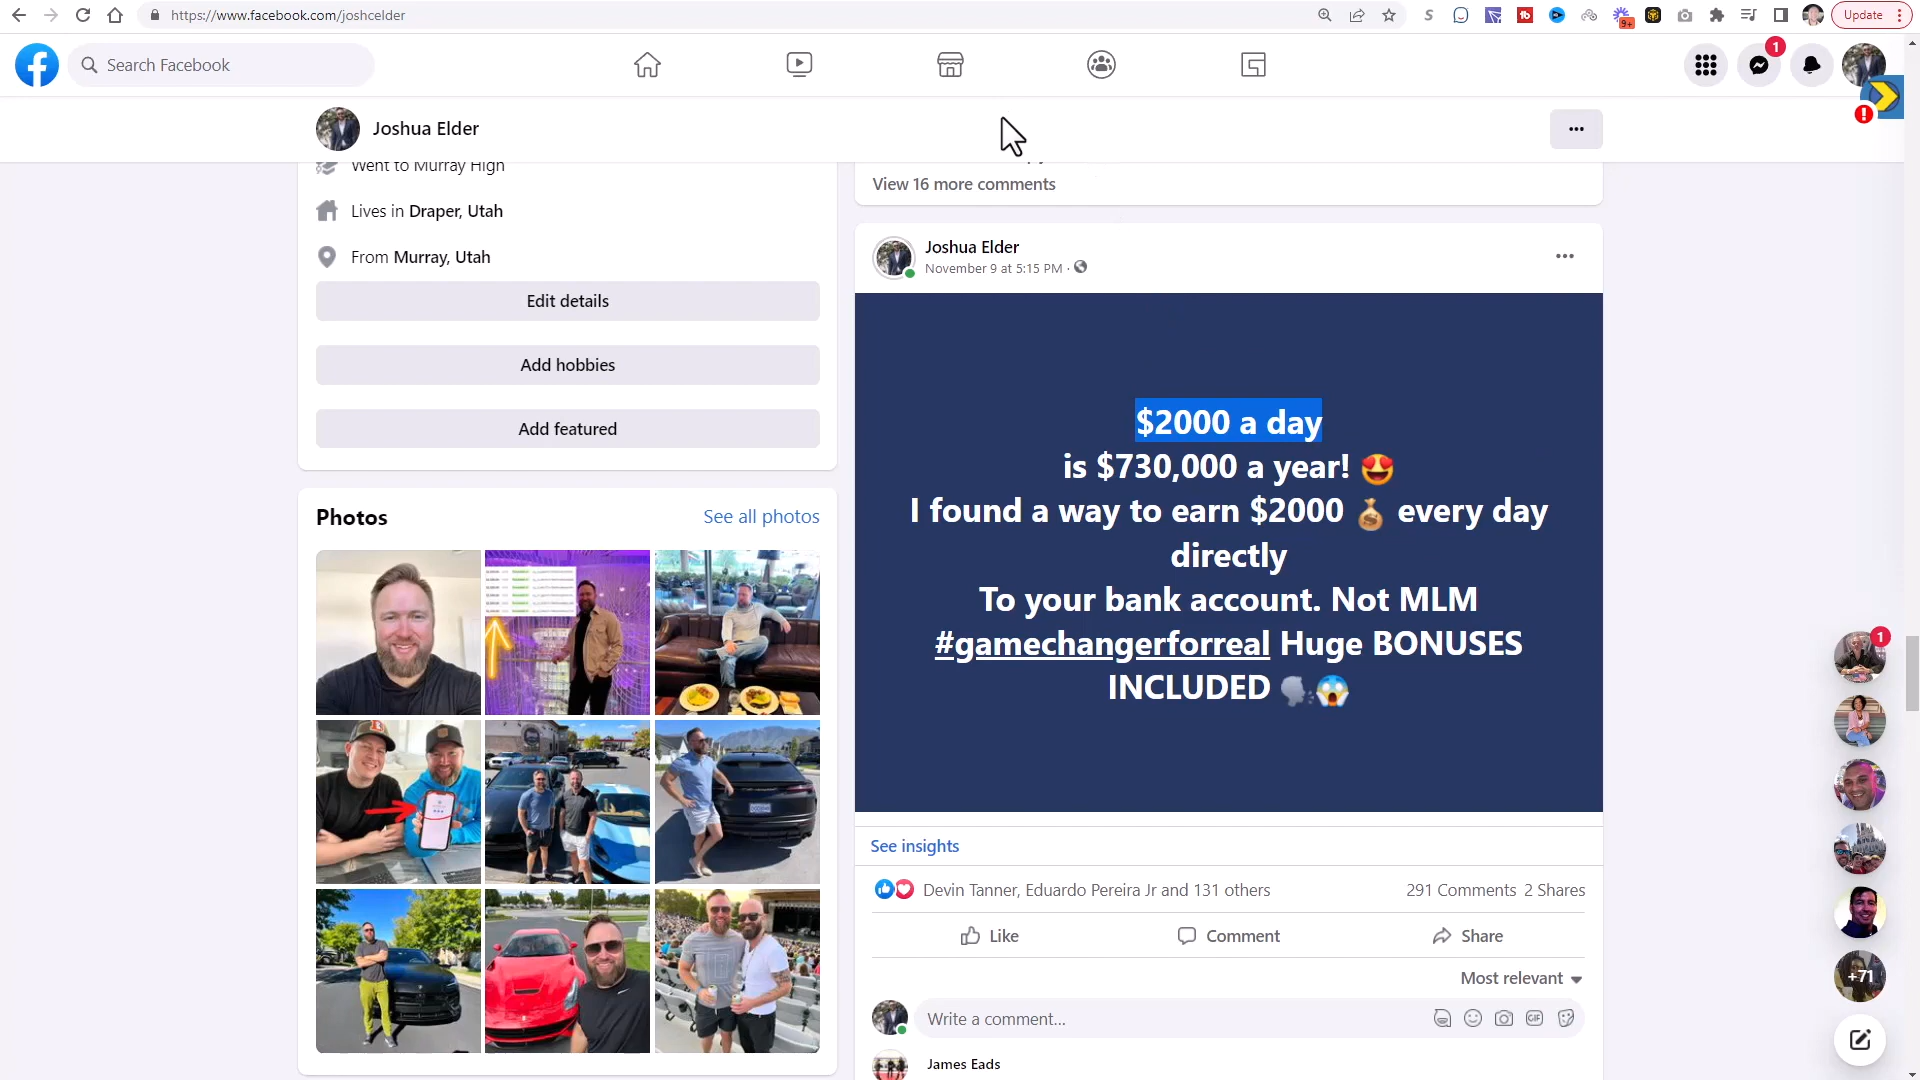 https://www.facebook.com/joshcelder
9+
Update
Search Facebook
1
Joshua Elder
Went to Murray High
Lives in Draper, Utah
From Murray, Utah
Edit details
Add hobbies
Add featured
Photos
See all photos
View 16 more comments
Joshua Elder
November 9 at 5:15 PM ·
$2000 a day
is $730,000 a year! 😍
I found a way to earn $2000 💰 every day
directly
To your bank account. Not MLM
#gamechangerforreal Huge BONUSES
INCLUDED 🗣️😱
See insights
Devin Tanner, Eduardo Pereira Jr and 131 others
291 Comments 2 Shares
Like
Comment
Share
Most relevant
Write a comment...
GIF
James Eads
1
+71